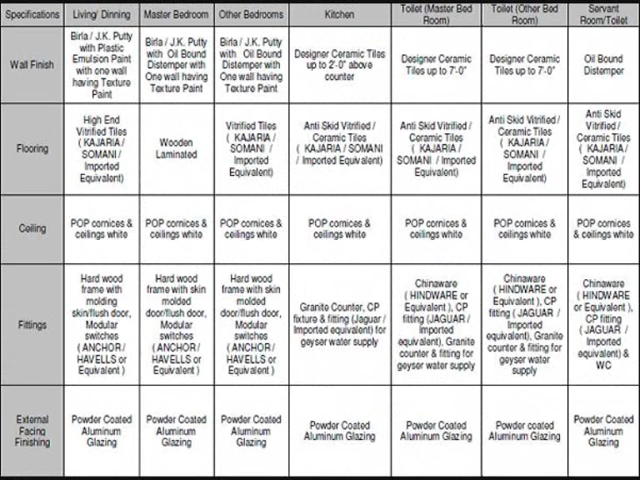 Specifications
Living/ Dinning
Master Bedroom
Other Bedrooms
Kitchen
Toilet (Master Bed
Room)
Toilet (Other Bed
Room)
Servant
Room/Toilet
Wall Finish
Birla / J.K. Putty
with Plastic
Emulsion Paint
with one wall
having Texture
Paint
Birla / J.K. Putty
with Oil Bound
Distemper with
One wall having
Texture Paint
Birla / J.K. Putty
with Oil Bound
Distemper with
One wall having
Texture Paint
Designer Ceramic Tiles
up to 2'-0" above
counter
Designer Ceramic
Tiles up to 7'-0"
Designer Ceramic
Tiles up to 7'-0"
Oil Bound
Distemper
Flooring
High End
Vitrified Tiles
( KAJARIA /
SOMANI /
Imported
Equivalent)
Wooden
Laminated
Vitrified Tiles
( KAJARIA /
SOMANI /
Imported
Equivalent)
Anti Skid Vitrified /
Ceramic Tiles
( KAJARIA / SOMANI
/ Imported Equivalent)
Anti Skid Vitrified /
Ceramic Tiles
( KAJARIA /
SOMANI / Imported
Equivalent)
Anti Skid Vitrified /
Ceramic Tiles
( KAJARIA /
SOMANI /
Imported
Equivalent)
Anti Skid
Vitrified /
Ceramic Tiles
( KAJARIA /
SOMANI /
Imported
Equivalent)
Ceiling
POP cornices &
ceilings white
POP cornices &
ceilings white
POP cornices &
ceilings white
POP cornices &
ceilings white
POP cornices &
ceilings white
POP cornices &
ceilings white
POP cornices
& ceilings white
Fittings
Hard wood
frame with
molding
skin/flush door,
Modular
switches
( ANCHOR /
HAVELLS or
Equivalent )
Hard wood
frame with skin
molded
door/flush door,
Modular
switches
( ANCHOR /
HAVELLS or
Equivalent )
Hard wood
frame with skin
molded
door/flush door,
Modular
switches
( ANCHOR /
HAVELLS or
Equivalent )
Granite Counter, CP
fixture & fitting (Jaguar /
Imported equivalent) for
geyser water supply
Chinaware
( HINDWARE or
Equivalent ), CP
fitting (JAGUAR /
Imported
equivalent), Granite
counter & fitting for
geyser water supply
Chinaware
( HINDWARE or
Equivalent ), CP
fitting ( JAGUAR /
Imported
equivalent), Granite
counter & fitting for
geyser water supply
Chinaware
( HINDWARE
or Equivalent ),
CP fitting
( JAGUAR /
Imported
equivalent) &
WC
External
Facing
Finishing
Powder Coated
Aluminum
Glazing
Powder Coated
Aluminum
Glazing
Powder Coated
Aluminum
Glazing
Powder Coated
Aluminum Glazing
Powder Coated
Aluminum Glazing
Powder coated
Aluminum Glazing
Powder Coated
Aluminum
Glazing